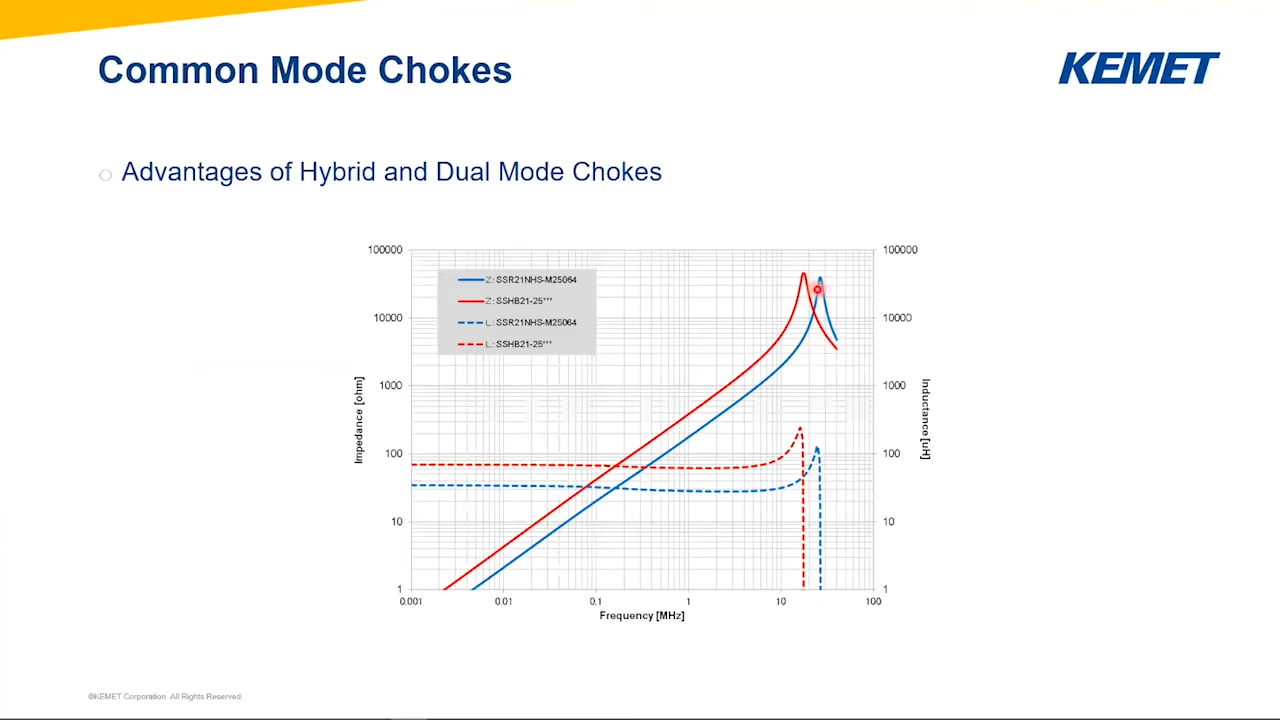 Common Mode Chokes
KEMET
Advantages of Hybrid and Dual Mode Chokes
100000
10000
1000
100
10
1
Impedance [ohm]
Z: SSR21NHS-M25064
Z: SSHB21-25***
L: SSR21NHS-M25064
L: SSHB21-25***
100000
10000
1000
100
10
1
Inductance [uH]
0.001 0.01 0.1 1 10 100
Frequency [MHz]
©KEMET Corporation. All Rights Reserved.